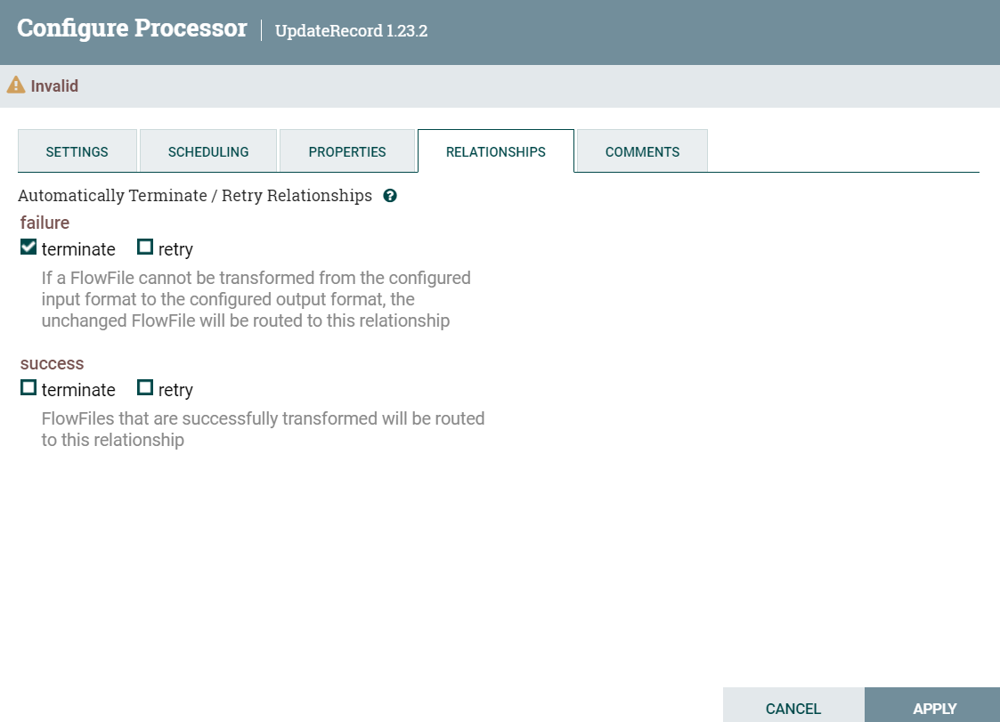 Configure Processor | UpdateRecord 1.23.2
Invalid
SETTINGS SCHEDULING PROPERTIES RELATIONSHIPS COMMENTS
Automatically Terminate / Retry Relationships ?
failure
terminate retry
If a FlowFile cannot be transformed from the configured
input format to the configured output format, the
unchanged FlowFile will be routed to this relationship
success
terminate retry
FlowFiles that are successfully transformed will be routed
to this relationship
CANCEL APPLY